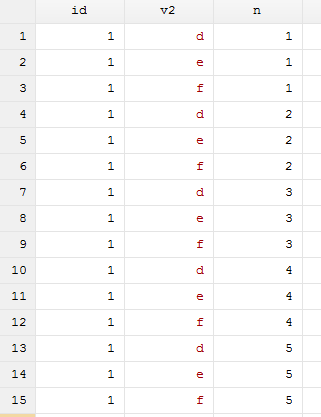 id v2 n
1 1 d 1
2 1 e 1
3 1 f 1
4 1 d 2
5 1 e 2
6 1 f 2
7 1 d 3
8 1 e 3
9 1 f 3
10 1 d 4
11 1 e 4
12 1 f 4
13 1 d 5
14 1 e 5
15 1 f 5